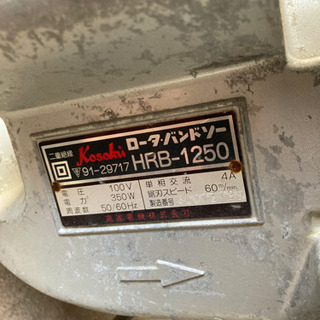 二重絶縁 Kosoku ロータ・バンドソー
91-29717 HRB-1250
電圧 100V 単相交流 4A
電力 350W 鋸刃スピード 60m/min
周波数 50/60Hz 製造番号